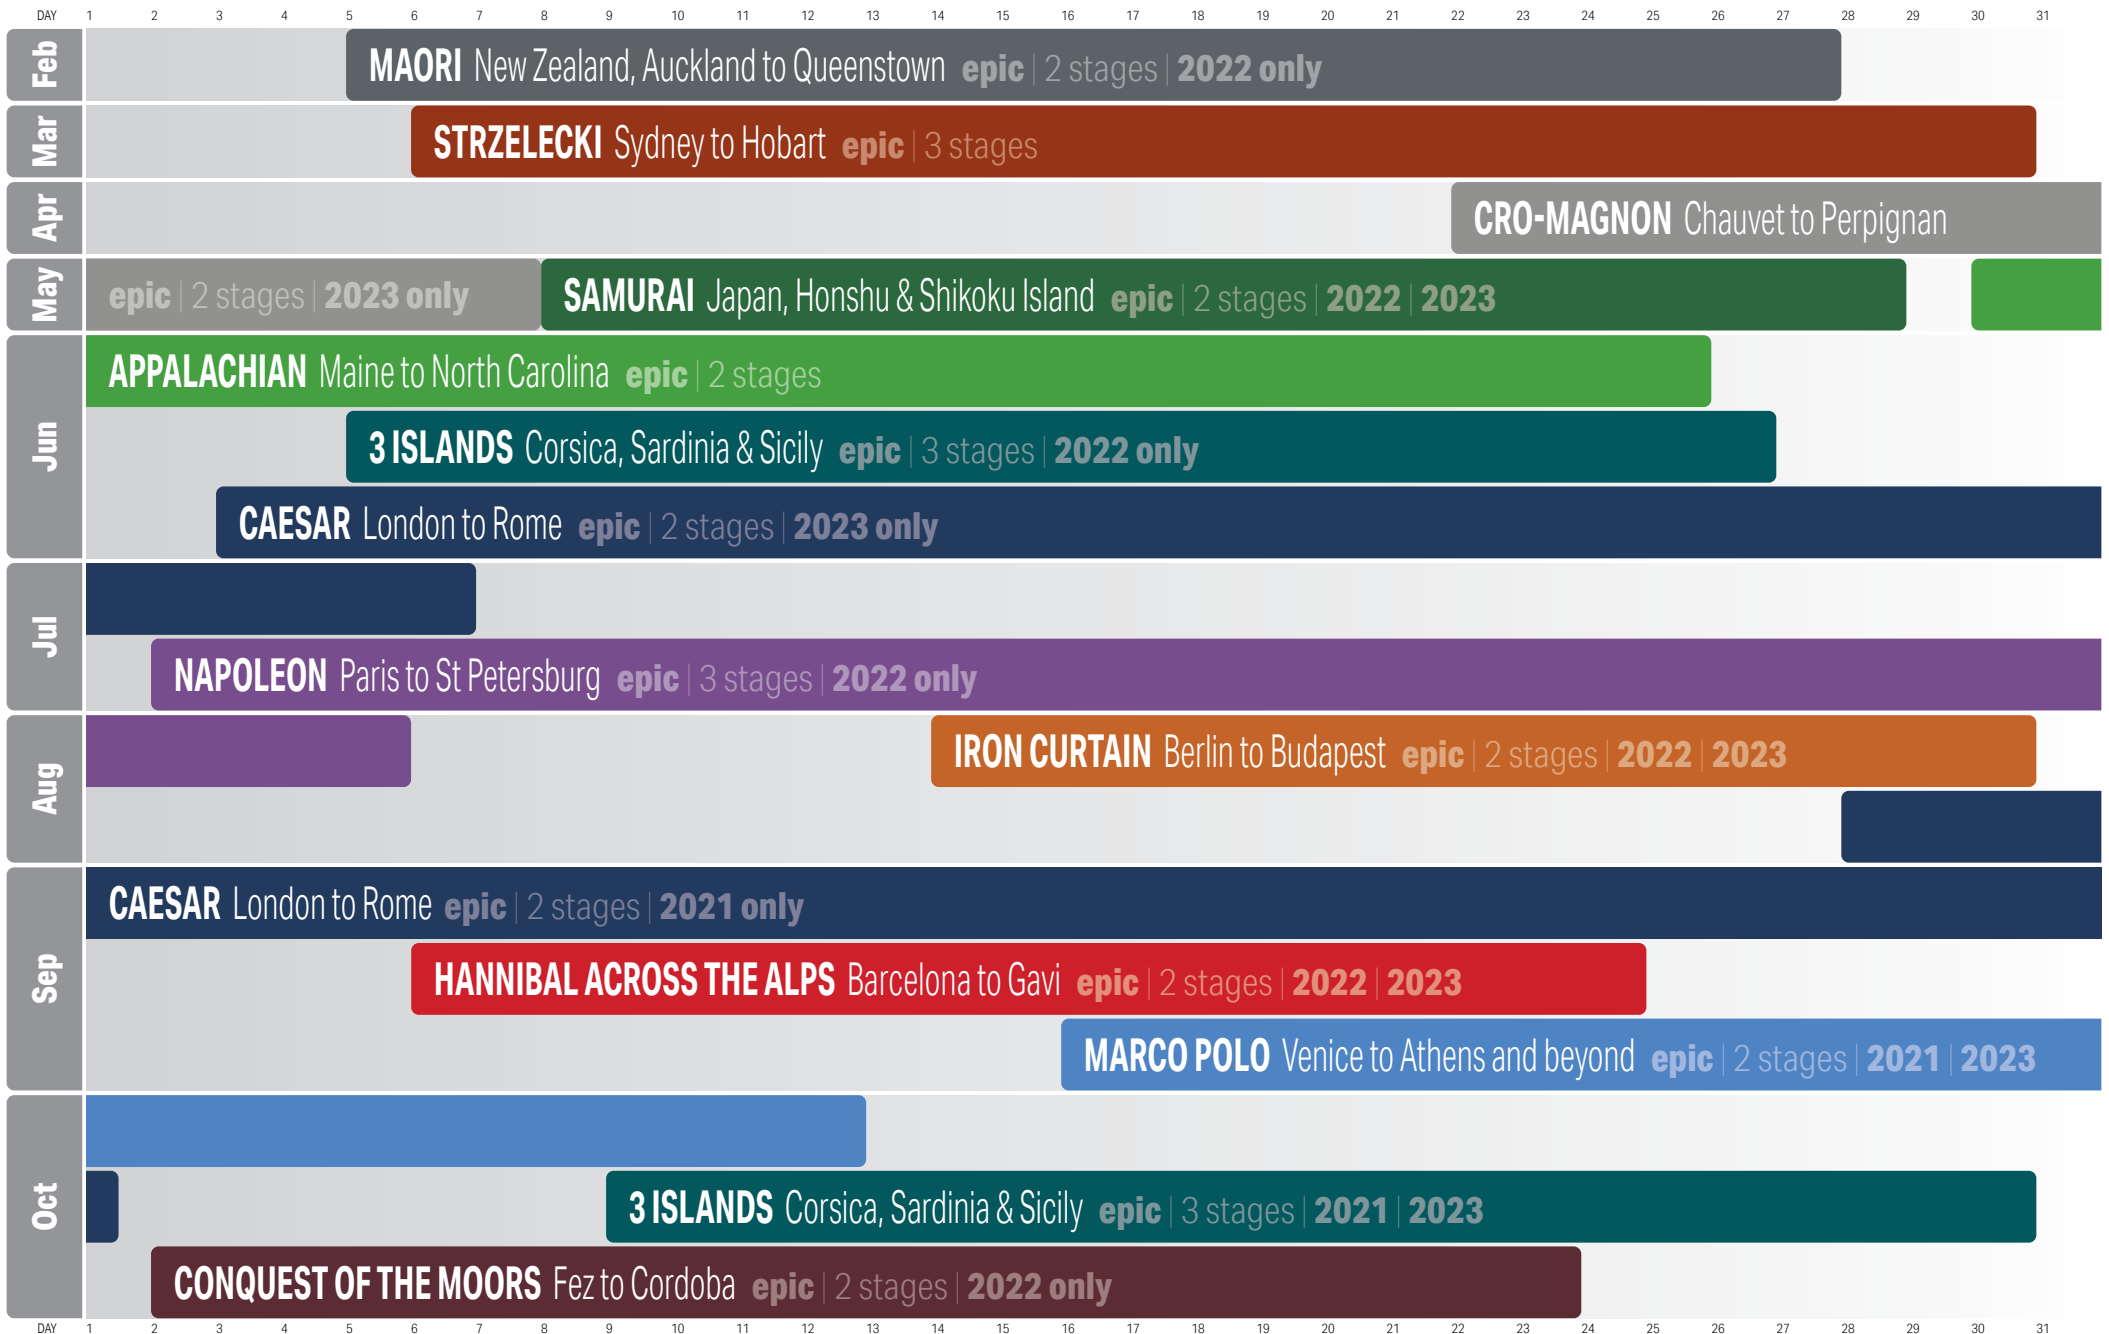 DAY 1 2 3 4 5 6 7 8 9 10 11 12 13 14 15 16 17 18 19 20 21 22 23 24 25 26 27 28 29 30 31
Feb
MAORI New Zealand, Auckland to Queenstown epic | 2 stages | 2022 only
Mar
STRZELECKI Sydney to Hobart epic | 3 stages
Apr
CRO-MAGNON Chauvet to Perpignan
May
epic | 2 stages | 2023 only
SAMURAI Japan, Honshu & Shikoku Island epic | 2 stages | 2022 | 2023
Jun
APPALACHIAN Maine to North Carolina epic | 2 stages
3 ISLANDS Corsica, Sardinia & Sicily epic | 3 stages | 2022 only
CAESAR London to Rome epic | 2 stages | 2023 only
Jul
NAPOLEON Paris to St Petersburg epic | 3 stages | 2022 only
Aug
IRON CURTAIN Berlin to Budapest epic | 2 stages | 2022 | 2023
Sep
CAESAR London to Rome epic | 2 stages | 2021 only
HANNIBAL ACROSS THE ALPS Barcelona to Gavi epic | 2 stages | 2022 | 2023
MARCO POLO Venice to Athens and beyond epic | 2 stages | 2021 | 2023
Oct
3 ISLANDS Corsica, Sardinia & Sicily epic | 3 stages | 2021 | 2023
CONQUEST OF THE MOORS Fez to Cordoba epic | 2 stages | 2022 only
DAY 1 2 3 4 5 6 7 8 9 10 11 12 13 14 15 16 17 18 19 20 21 22 23 24 25 26 27 28 29 30 31